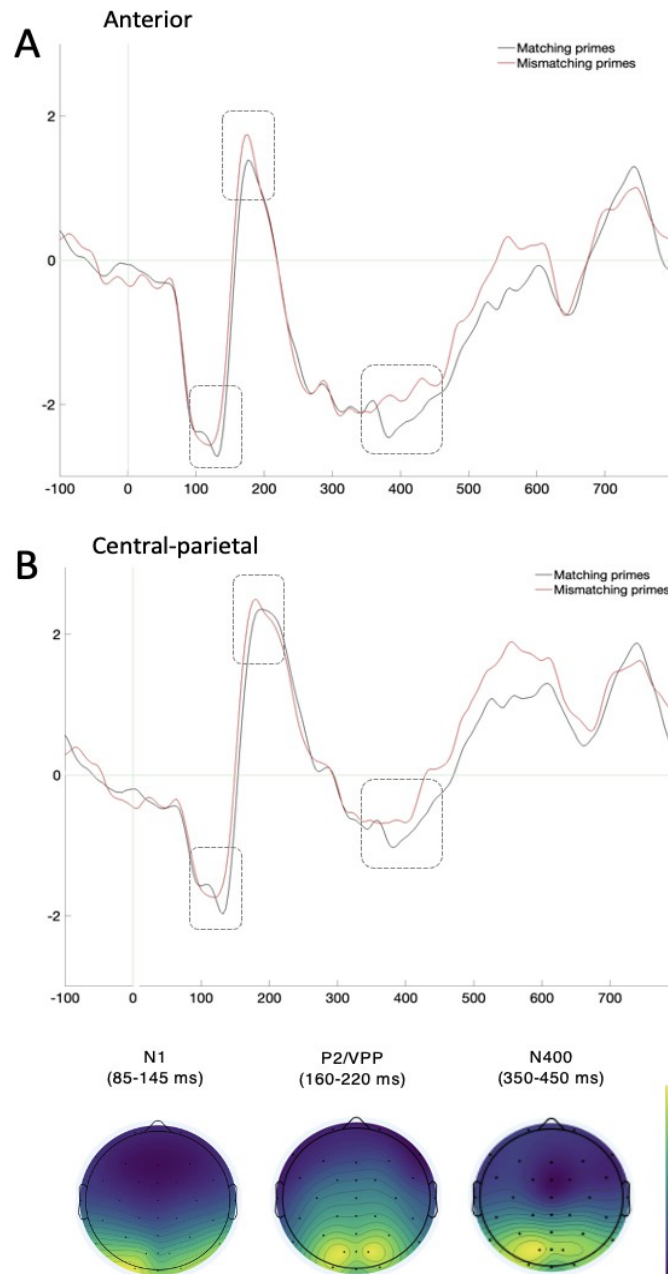 Anterior
A
Matching primes
Mismatching primes
2
0
-2
-100 0 100 200 300 400 500 600 700
Central-parietal
B
Matching primes
Mismatching primes
2
0
-2
-100 0 100 200 300 400 500 600 700
N1 P2/VPP N400
(85-145 ms) (160-220 ms) (350-450 ms)